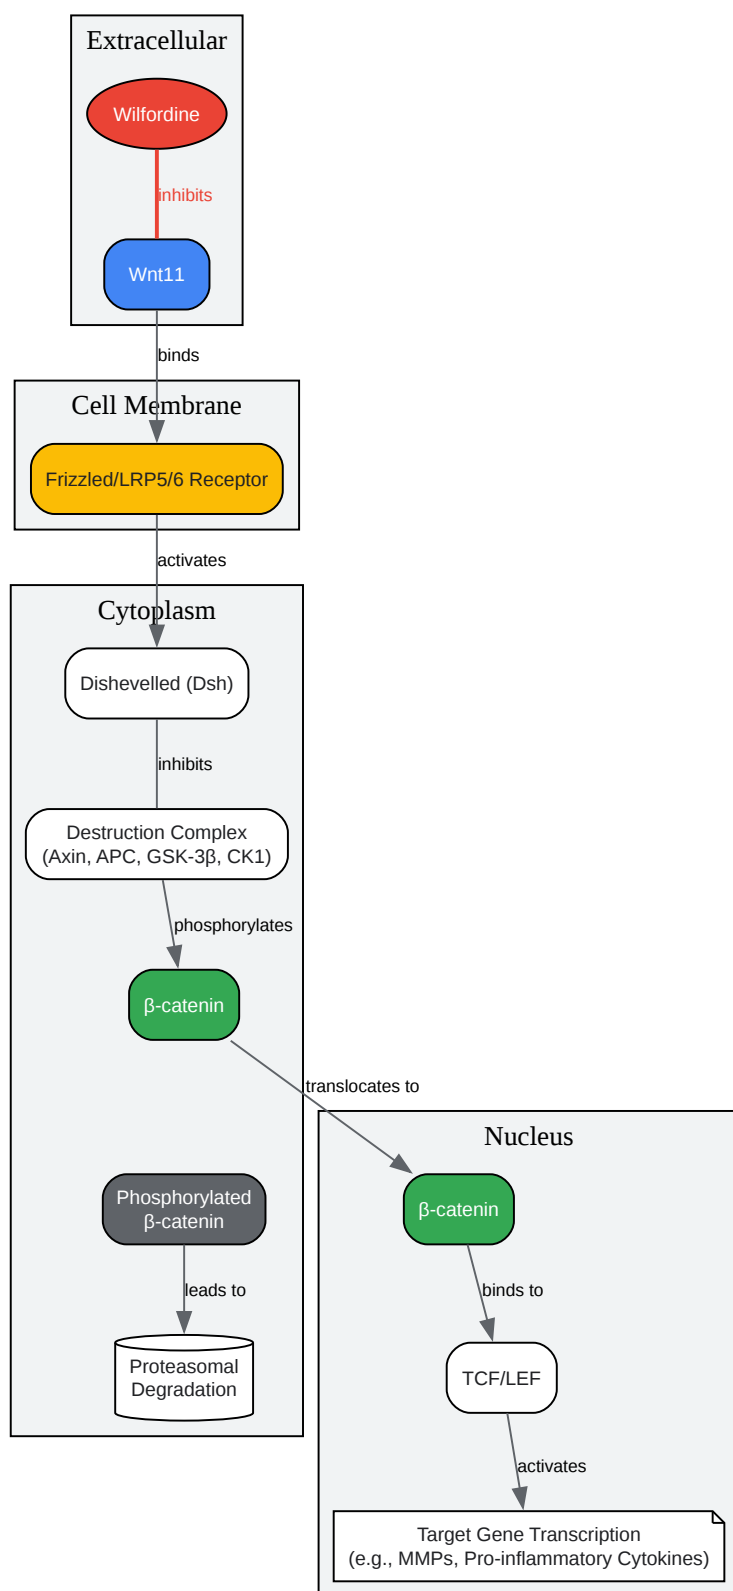 Extracellular
Wilfordine
inhibits
Wnt11
binds
Cell Membrane
Frizzled/LRP5/6 Receptor
activates
Cytoplasm
Dishevelled (Dsh)
inhibits
Destruction Complex
(Axin, APC, GSK-3β, CK1)
phosphorylates
β-catenin
translocates to
Nucleus
Phosphorylated
β-catenin
β-catenin
leads to
binds to
Proteasomal
Degradation
TCF/LEF
activates
Target Gene Transcription
(e.g., MMPs, Pro-inflammatory Cytokines)